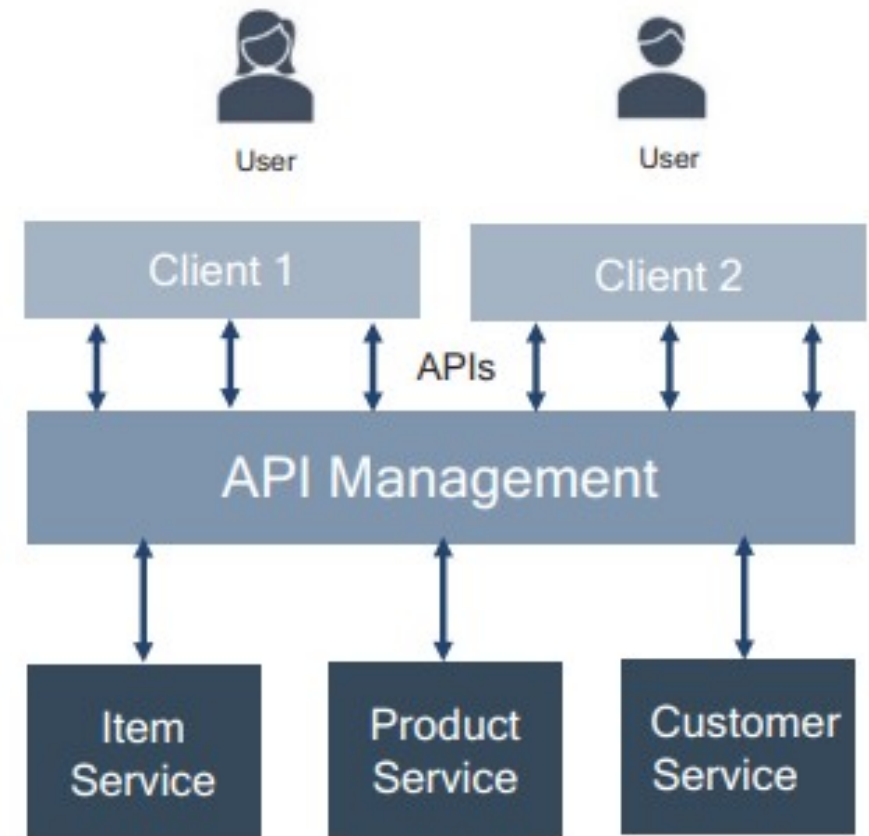 User
User
Client 1
Client 2
APIs
API Management
Item
Service
Product
Service
Customer
Service